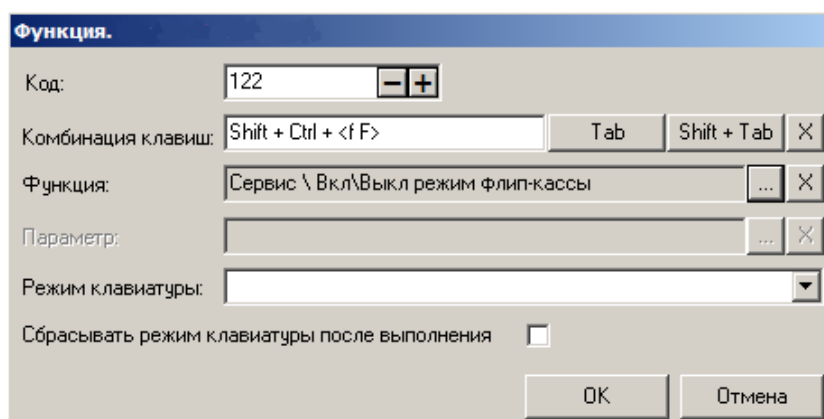 Функция.
Код: 122 − +
Комбинация клавиш: Shift + Ctrl + <f F> Tab Shift + Tab X
Функция: Сервис \ Вкл\Выкл режим флип-кассы ... X
Параметр: ... X
Режим клавиатуры:
Сбрасывать режим клавиатуры после выполнения
OK Отмена